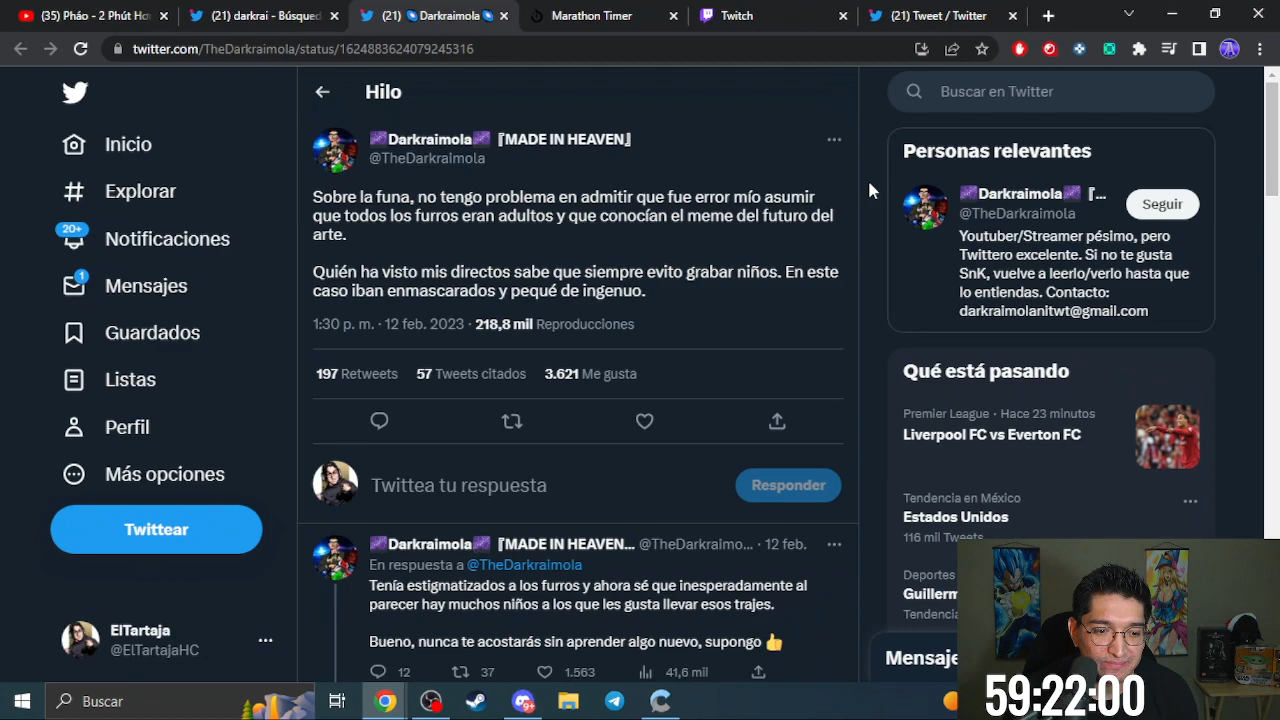 (35) Pháo - 2 Phút Ho
(21) darkrai - Búsqued
(21) Darkraimola
Marathon Timer
Twitch
(21) Tweet / Twitter
twitter.com/TheDarkraimola/status/1624883624079245316
Inicio
Explorar
20+
Notificaciones
1
Mensajes
Guardados
Listas
Perfil
Más opciones
Twittear
ElTartaja
@ElTartajaHC
Hilo
Darkraimola 『MADE IN HEAVEN』
@TheDarkraImola
Sobre la funa, no tengo problema en admitir que fue error mío asumir
que todos los furros eran adultos y que conocían el meme del futuro del
arte.
Quién ha visto mis directos sabe que siempre evito grabar niños. En este
caso iban enmascarados y pequé de ingenuo.
1:30 p. m. · 12 feb. 2023 · 218,8 mil Reproducciones
197 Retweets 57 Tweets citados 3.621 Me gusta
Twittea tu respuesta
Responder
Darkraimola 『MADE IN HEAVEN... @TheDarkraImo... · 12 feb.
En respuesta a @TheDarkraImola
Tenía estigmatizados a los furros y ahora sé que inesperadamente al
parecer hay muchos niños a los que les gusta llevar esos trajes.
Bueno, nunca te acostarás sin aprender algo nuevo, supongo 👍
12 37 1.563 41,6 mil
Buscar en Twitter
Personas relevantes
Darkraimola 『...
@TheDarkraImola
Seguir
Youtuber/Streamer pésimo, pero
Twittero excelente. Si no te gusta
SnK, vuelve a leerlo/verlo hasta que
lo entiendas. Contacto:
darkraimolanitwt@gmail.com
Qué está pasando
Premier League · Hace 23 minutos
Liverpool FC vs Everton FC
Tendencia en México
Estados Unidos
116 mil Tweets
Deportes
Guillerm
Tendencia
Mensaje
Buscar
9+
59:22:00